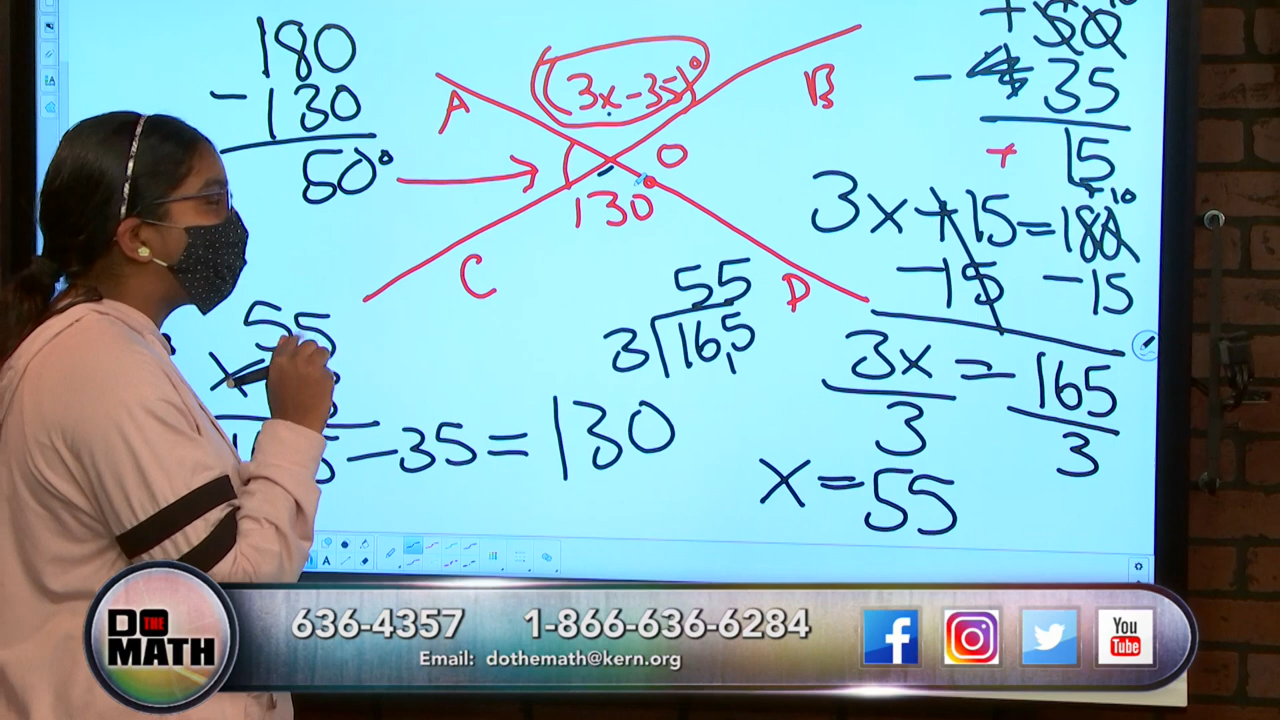 180
- 130
50°
A
(3x - 35)°
B
O
130
C
D
- 35
+ 15
3x + 15 = 180
+10
- 15 - 15
3x = 165
3 3
x = 55
55
3 165
55
x
- 35 = 130
DO THE MATH
636-4357 1-866-636-6284
Email: dothemath@kern.org
f
You Tube